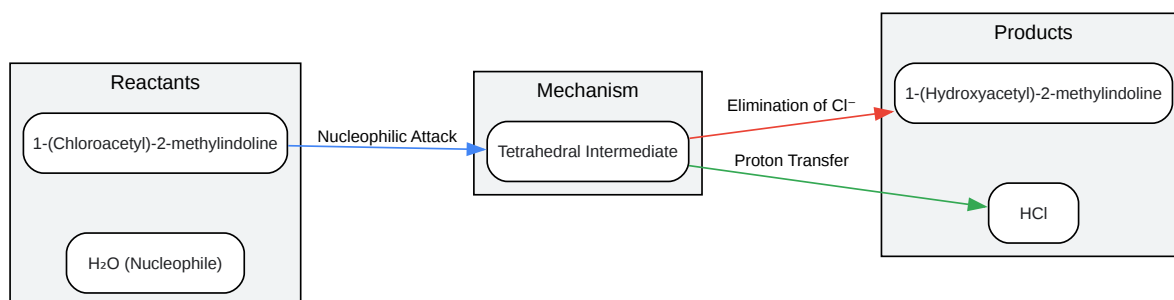 Reactants
1-(Chloroacetyl)-2-methylindoline
H₂O (Nucleophile)
Nucleophilic Attack
Mechanism
Tetrahedral Intermediate
Elimination of Cl⁻
Proton Transfer
Products
1-(Hydroxyacetyl)-2-methylindoline
HCl